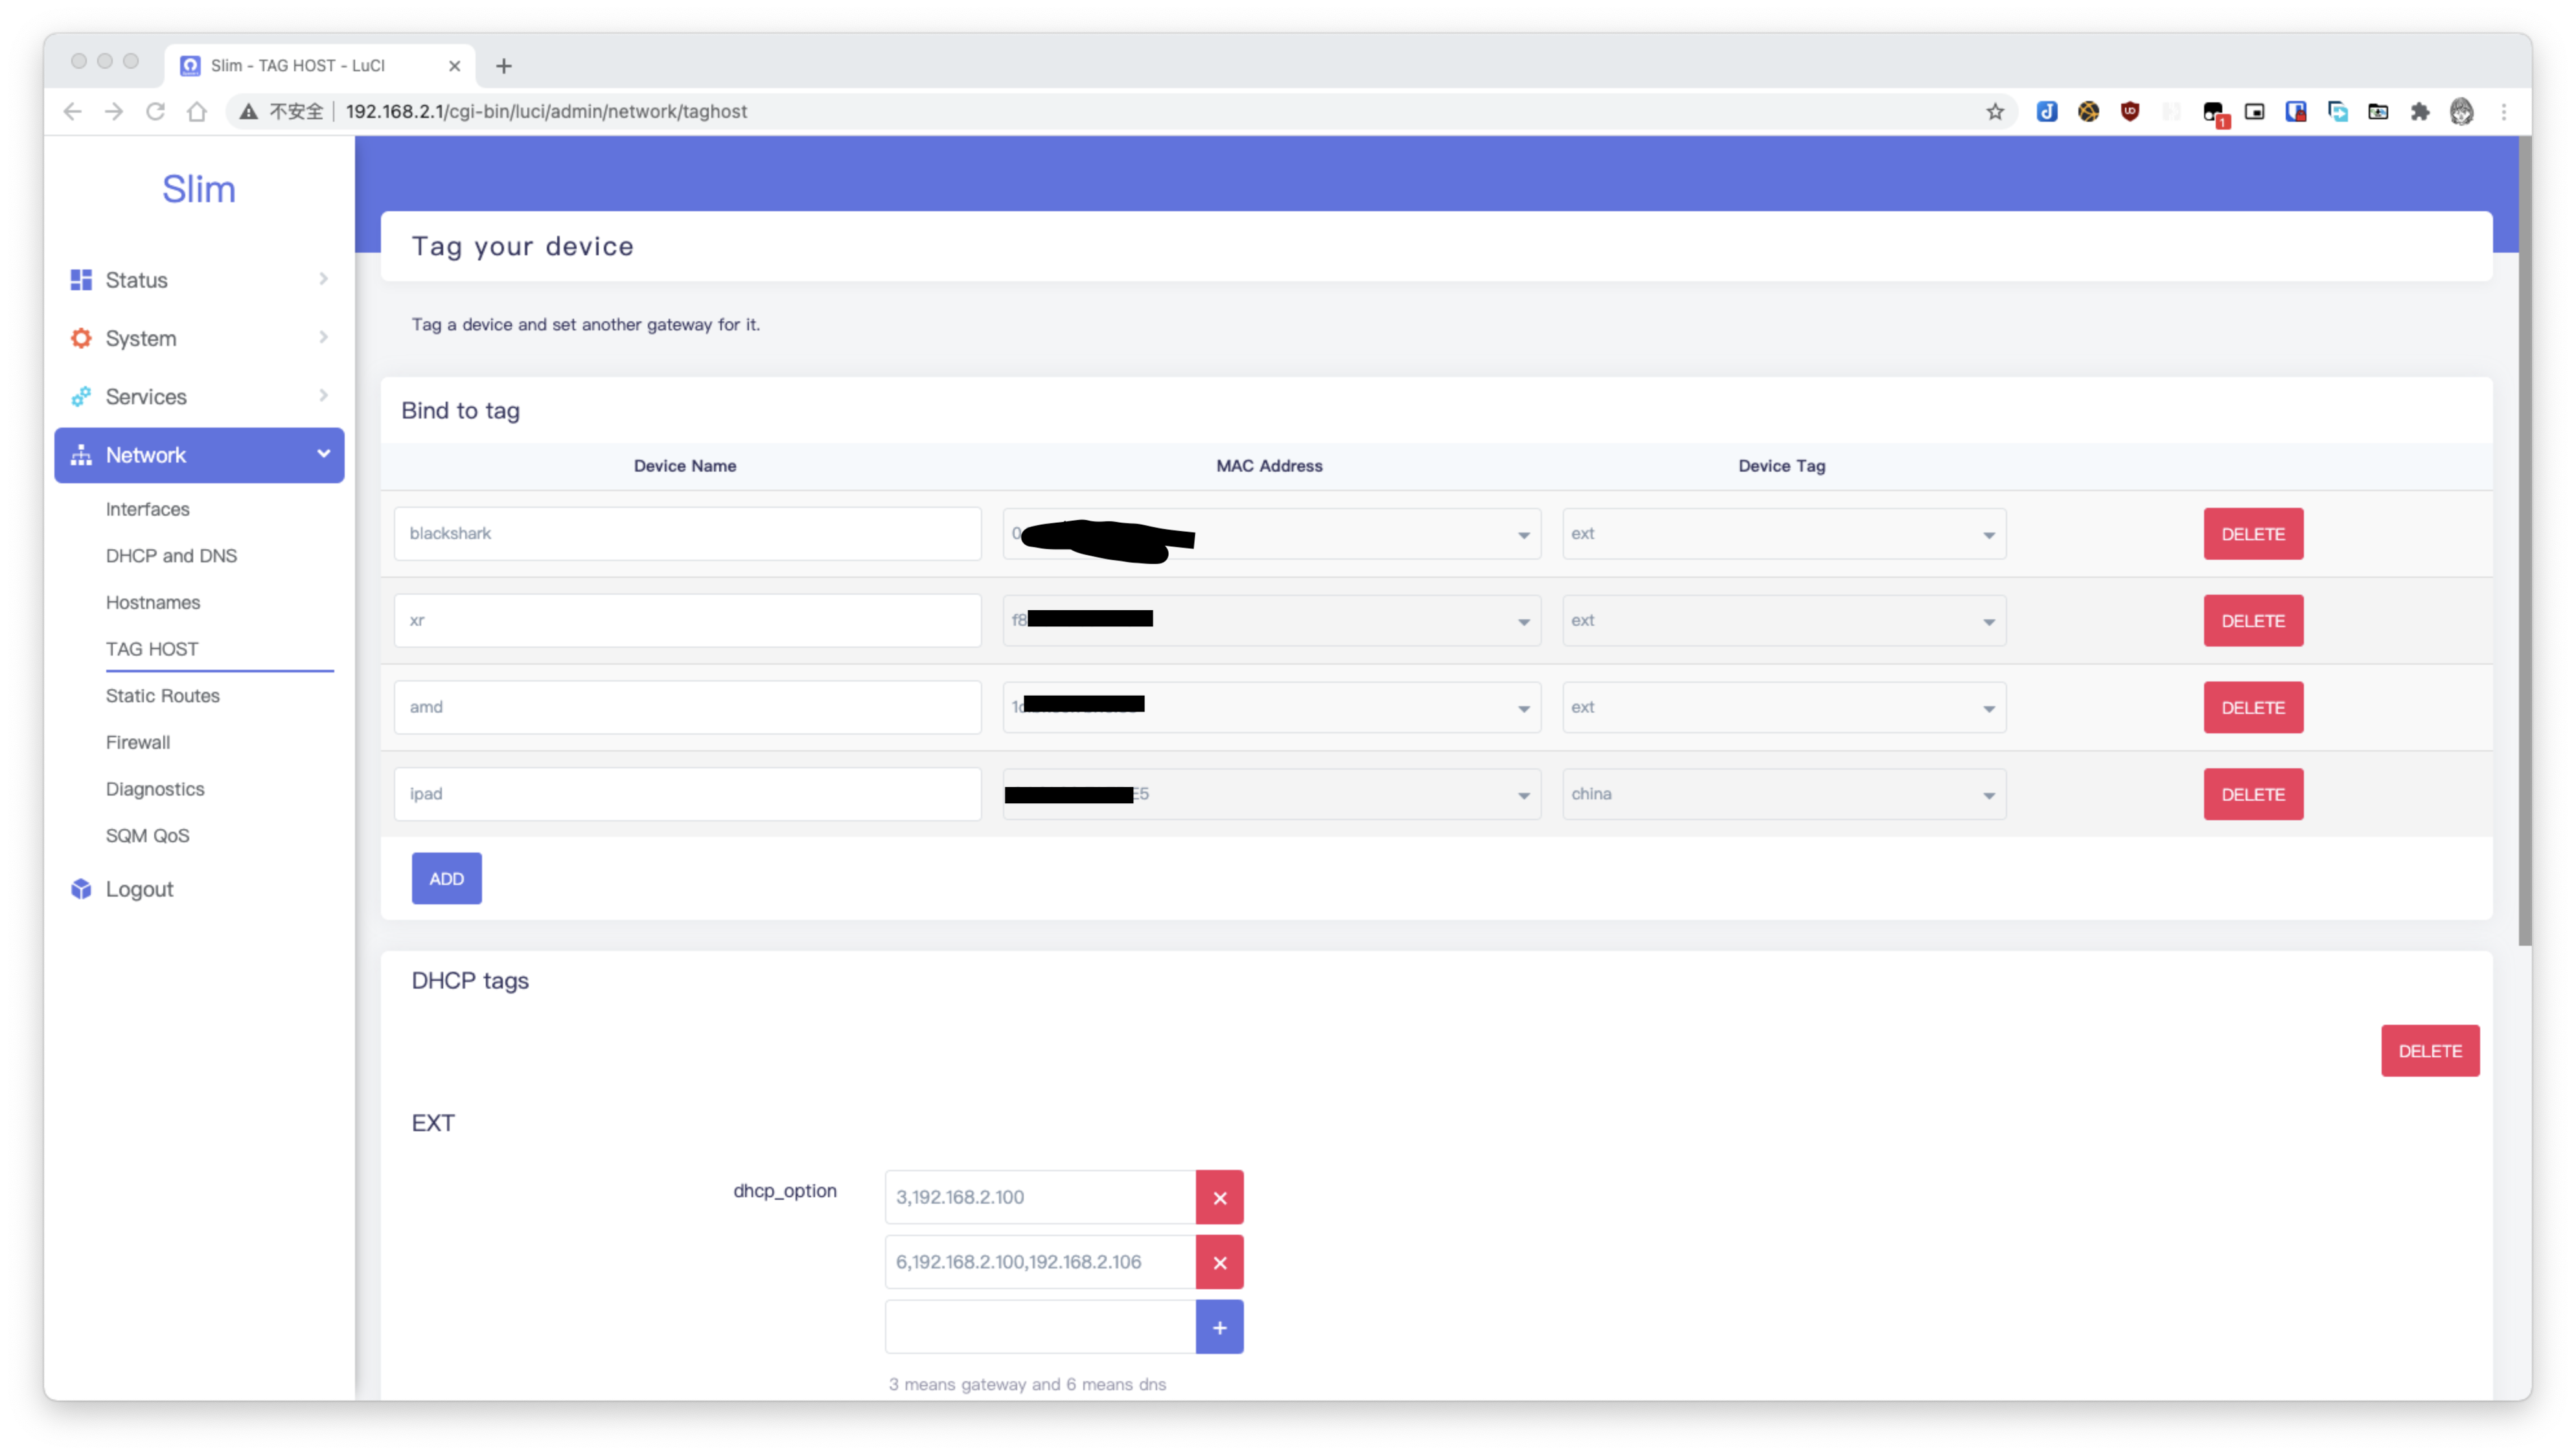 Slim - TAG HOST - LuCI
不安全 192.168.2.1/cgi-bin/luci/admin/network/taghost
1
Slim
Status
System
Services
Network
Interfaces
DHCP and DNS
Hostnames
TAG HOST
Static Routes
Firewall
Diagnostics
SQM QoS
Logout
Tag your device
Tag a device and set another gateway for it.
Bind to tag
Device Name MAC Address Device Tag
blackshark 0 ext DELETE
xr f8 ext DELETE
amd ext DELETE
ipad E5 china DELETE
ADD
DHCP tags
DELETE
EXT
dhcp_option 3,192.168.2.100
6,192.168.2.100,192.168.2.106
3 means gateway and 6 means dns